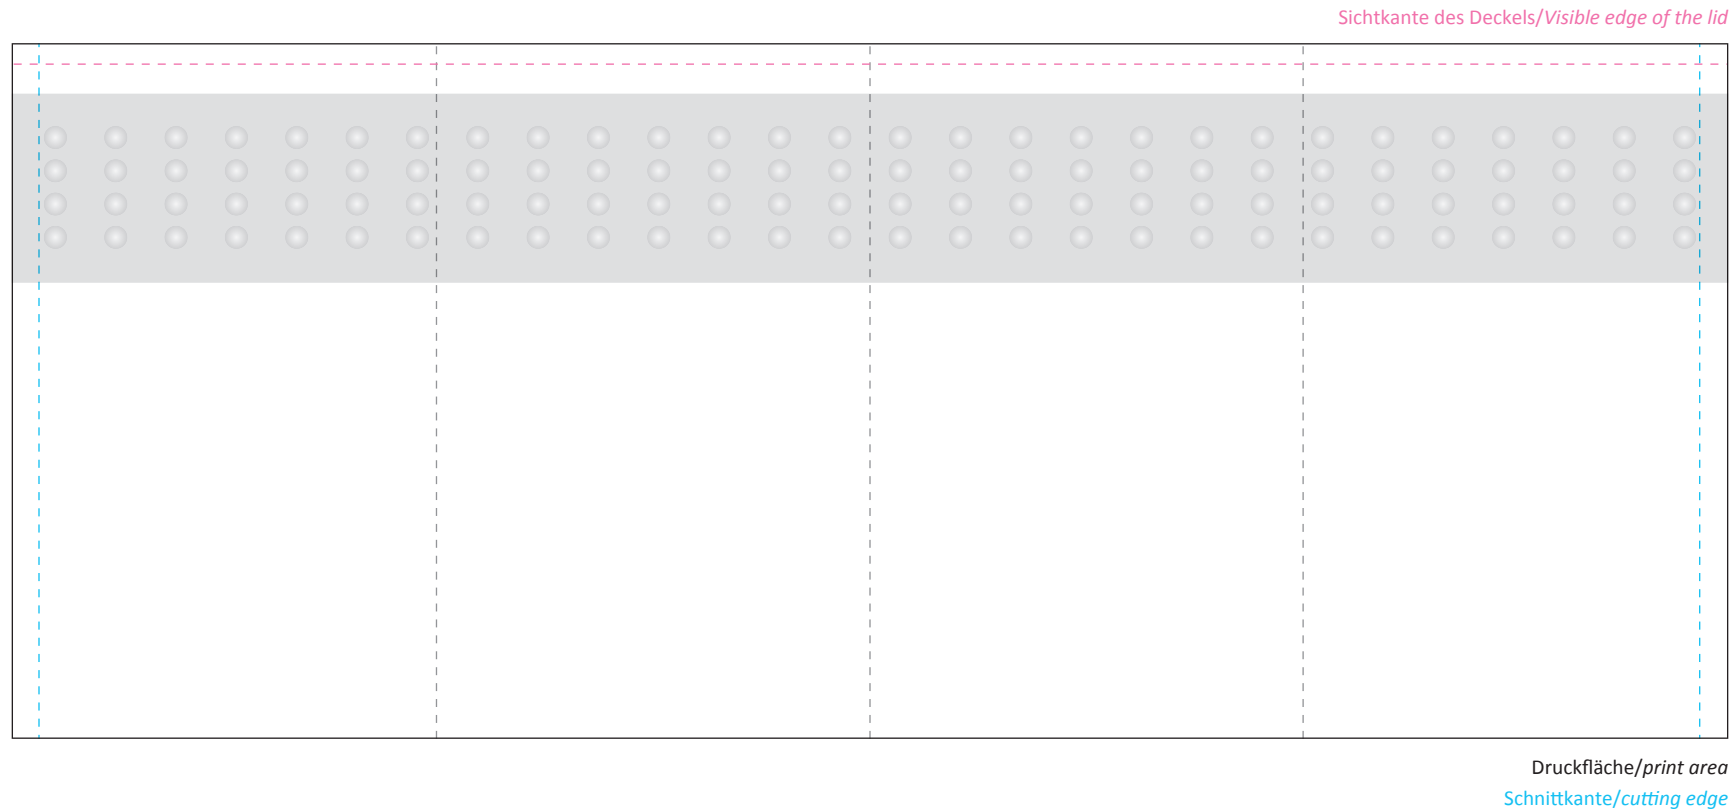 Sichtkante des Deckels/Visible edge of the lid
Druckfläche/print area
Schnittkante/cutting edge